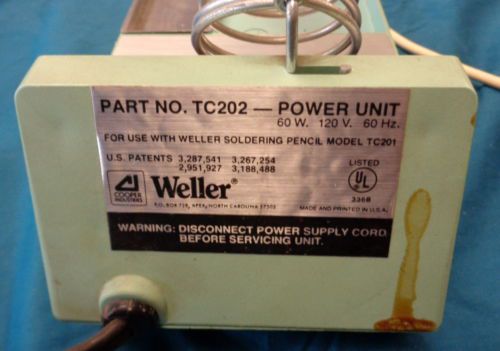 PART NO. TC202 — POWER UNIT
60 W. 120 V. 60 Hz.
FOR USE WITH WELLER SOLDERING PENCIL MODEL TC201
U.S. PATENTS 3,287,541 3,267,254
2,951,927 3,188,488
LISTED
UL
336B
COOPER
INDUSTRIES
Weller
P.O. BOX 728, APEX, NORTH CAROLINA 27502
MADE AND PRINTED IN U.S.A.
WARNING: DISCONNECT POWER SUPPLY CORD
BEFORE SERVICING UNIT.